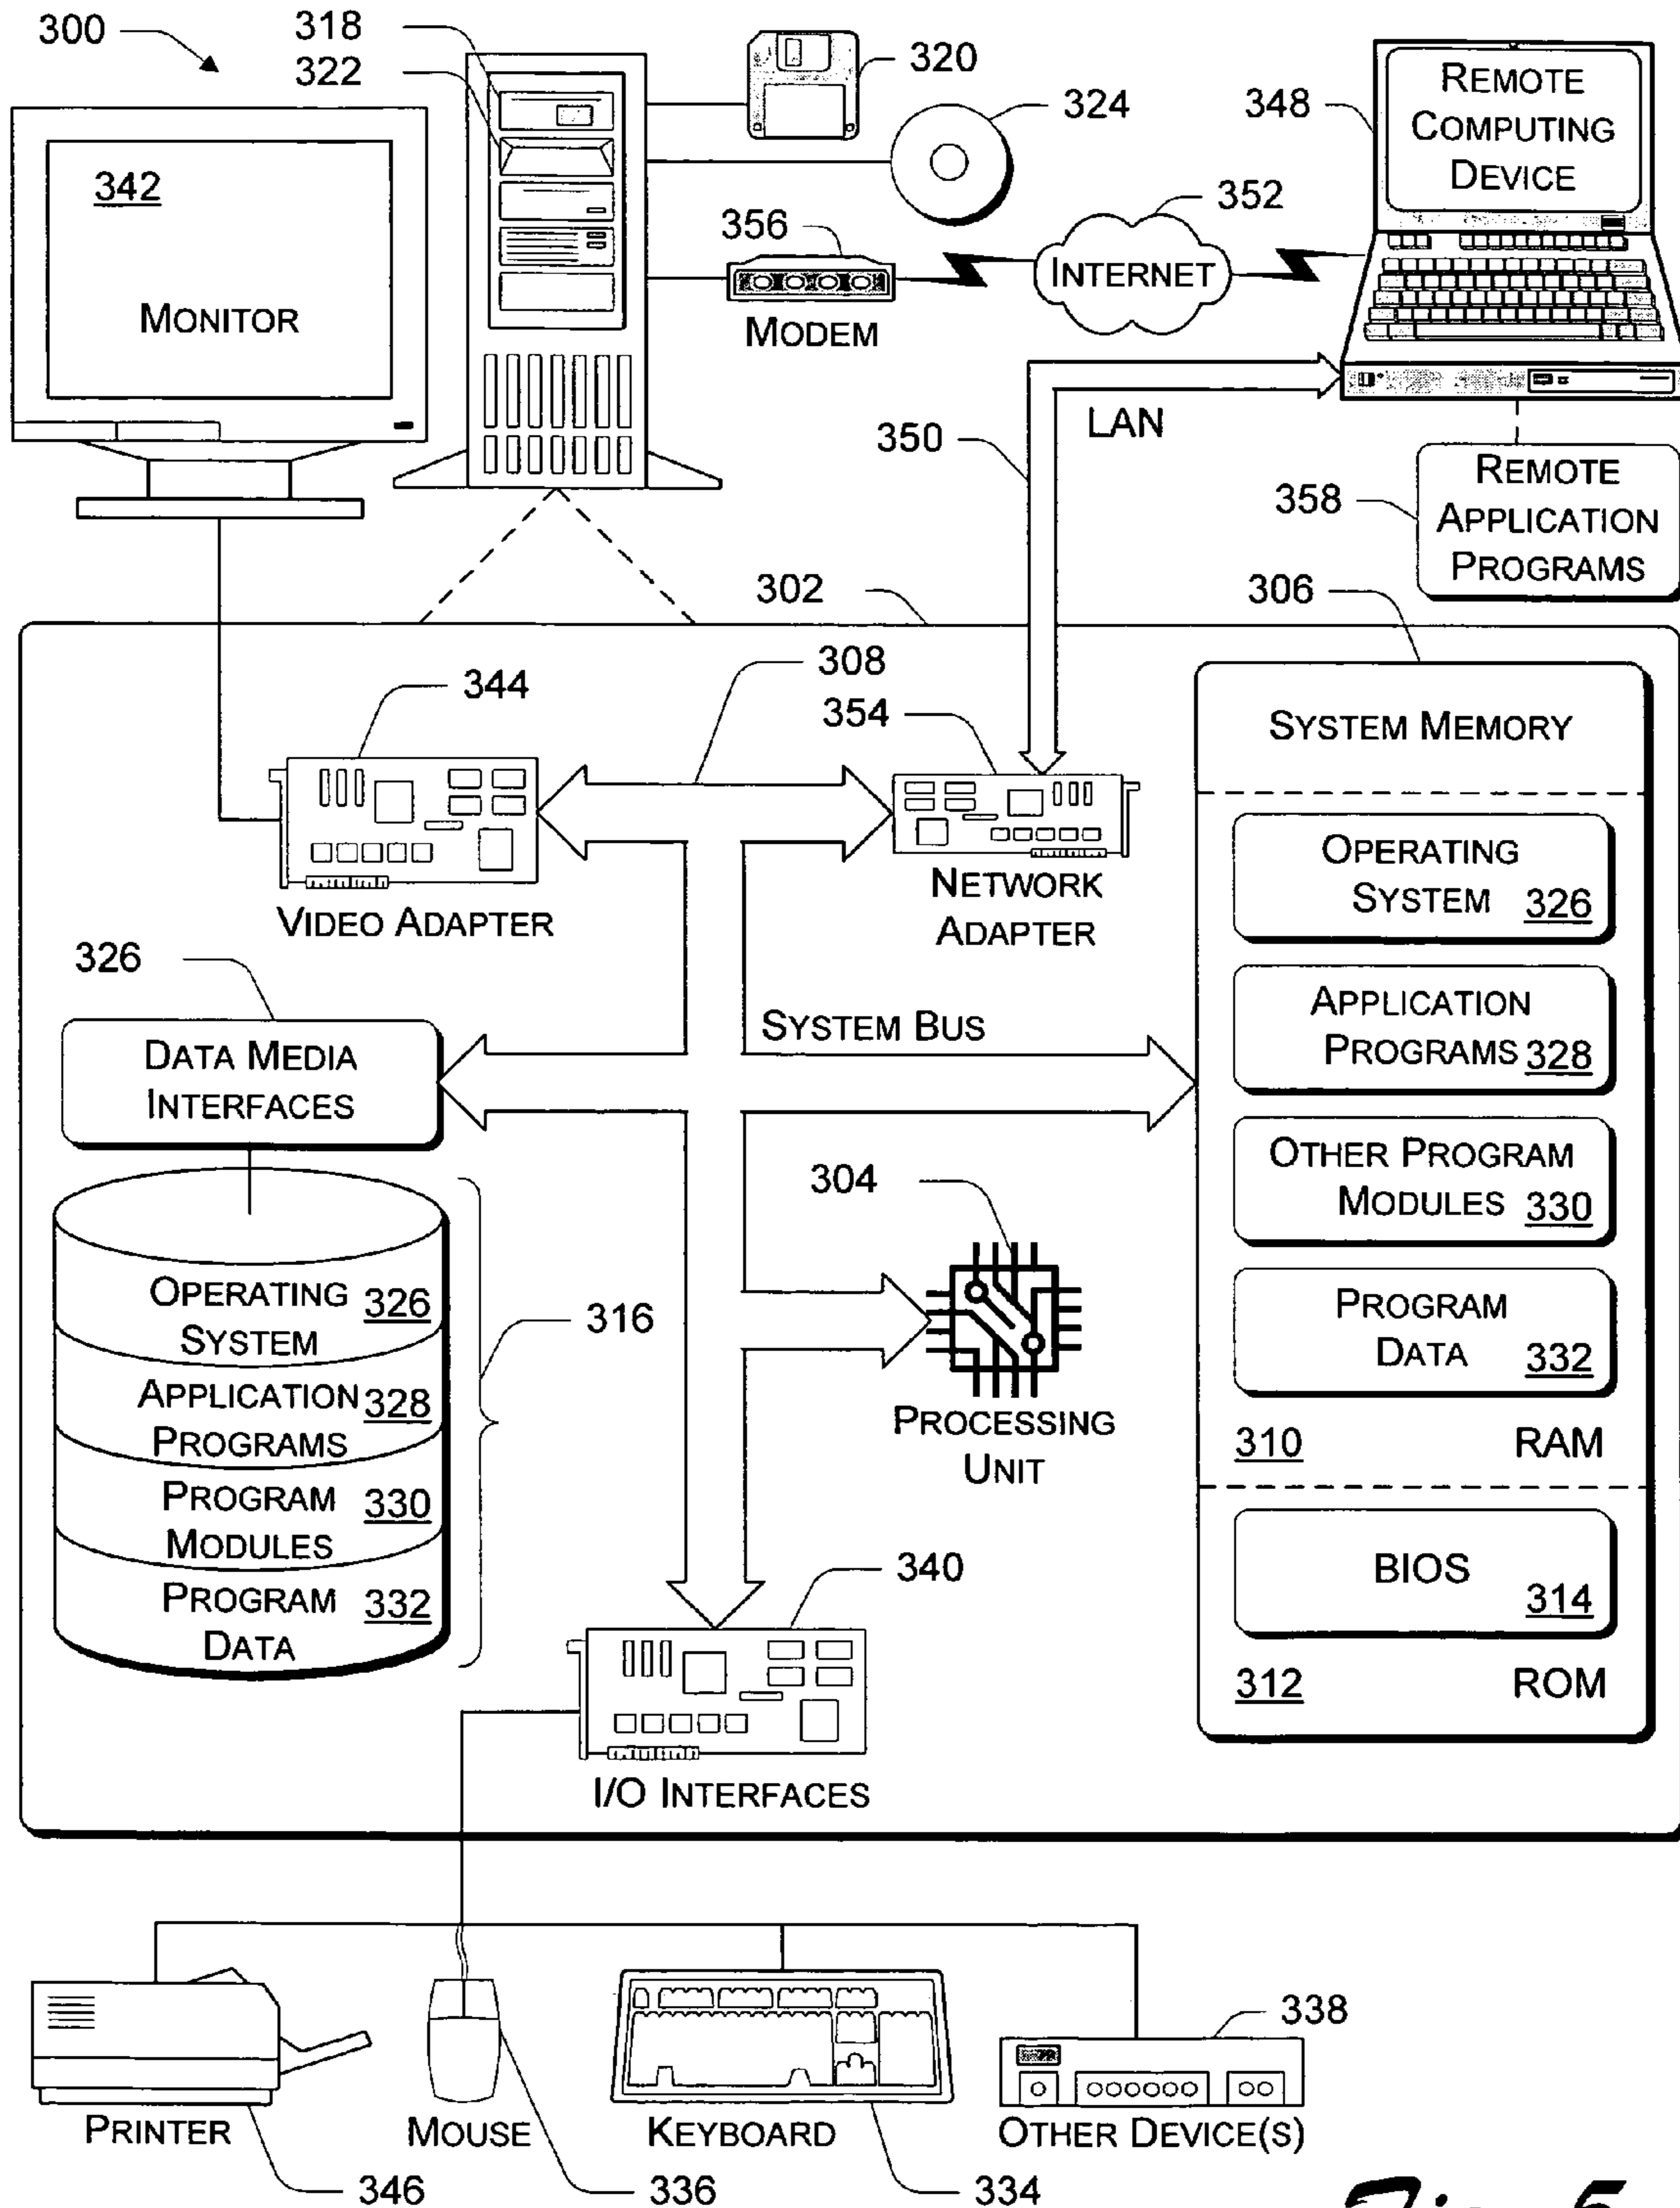 300
318
322
320
324
348
REMOTE
COMPUTING
DEVICE
342
MONITOR
356
MODEM
352
INTERNET
350
LAN
358
REMOTE
APPLICATION
PROGRAMS
302
306
308
344
354
VIDEO ADAPTER
NETWORK
ADAPTER
SYSTEM MEMORY
OPERATING
SYSTEM 326
APPLICATION
PROGRAMS 328
OTHER PROGRAM
MODULES 330
PROGRAM
DATA 332
310 RAM
BIOS
314
312 ROM
326
DATA MEDIA
INTERFACES
SYSTEM BUS
304
PROCESSING
UNIT
OPERATING 326
SYSTEM
APPLICATION 328
PROGRAMS
PROGRAM 330
MODULES
PROGRAM 332
DATA
316
340
I/O INTERFACES
PRINTER
346
MOUSE
336
KEYBOARD
334
338
OTHER DEVICE(S)
Fig. 5